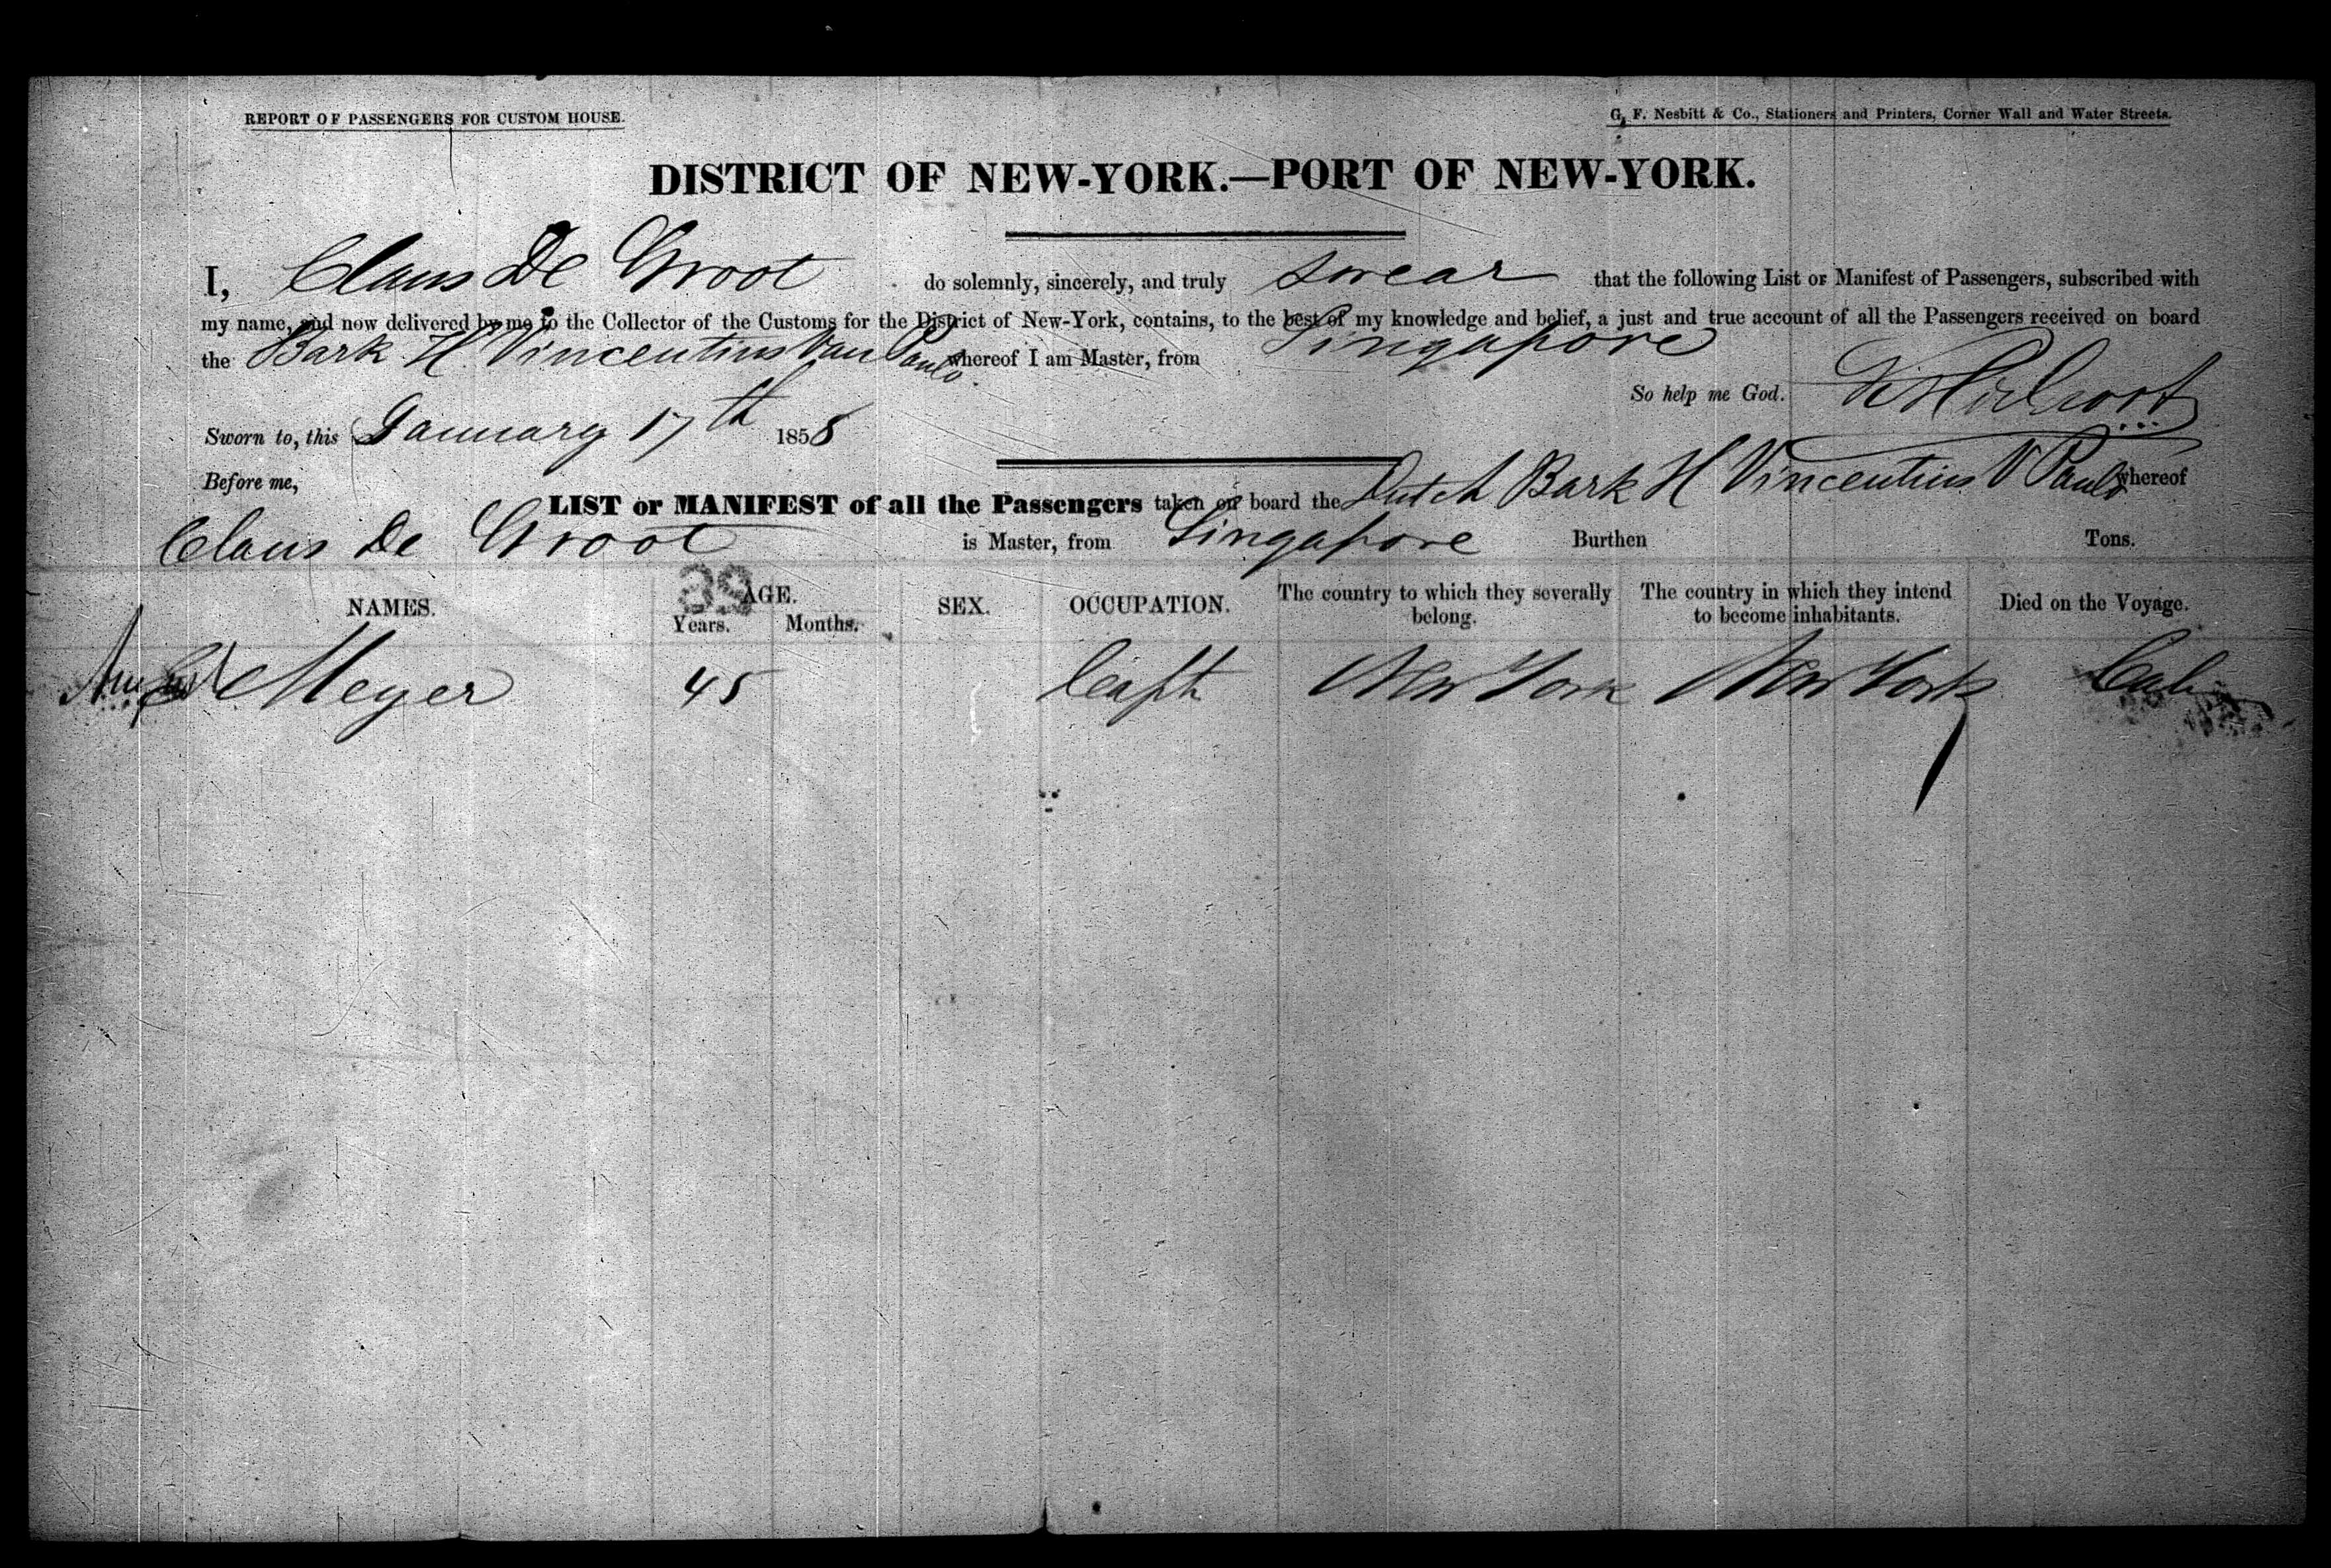 REPORT OF PASSENGERS FOR CUSTOM HOUSE.
G. F. Nesbitt & Co., Stationers and Printers, Corner Wall and Water Streets.
DISTRICT OF NEW-YORK.—PORT OF NEW-YORK.
I, Claus De Groot do solemnly, sincerely, and truly swear that the following List or Manifest of Passengers, subscribed with
my name, and now delivered by me to the Collector of the Customs for the District of New-York, contains, to the best of my knowledge and belief, a just and true account of all the Passengers received on board
the Bark H. Vincentius Van Paulo whereof I am Master, from Singapore
So help me God.
Sworn to, this January 17th 1858
Before me,
LIST or MANIFEST of all the Passengers taken on board the Dutch Bark H Vincentius V Paulo whereof
Claus De Groot is Master, from Singapore Burthen Tons.
39
NAMES. AGE. Years. Months. SEX. OCCUPATION. The country to which they severally belong. The country in which they intend to become inhabitants. Died on the Voyage.
Meyer 45 Capt New York New York